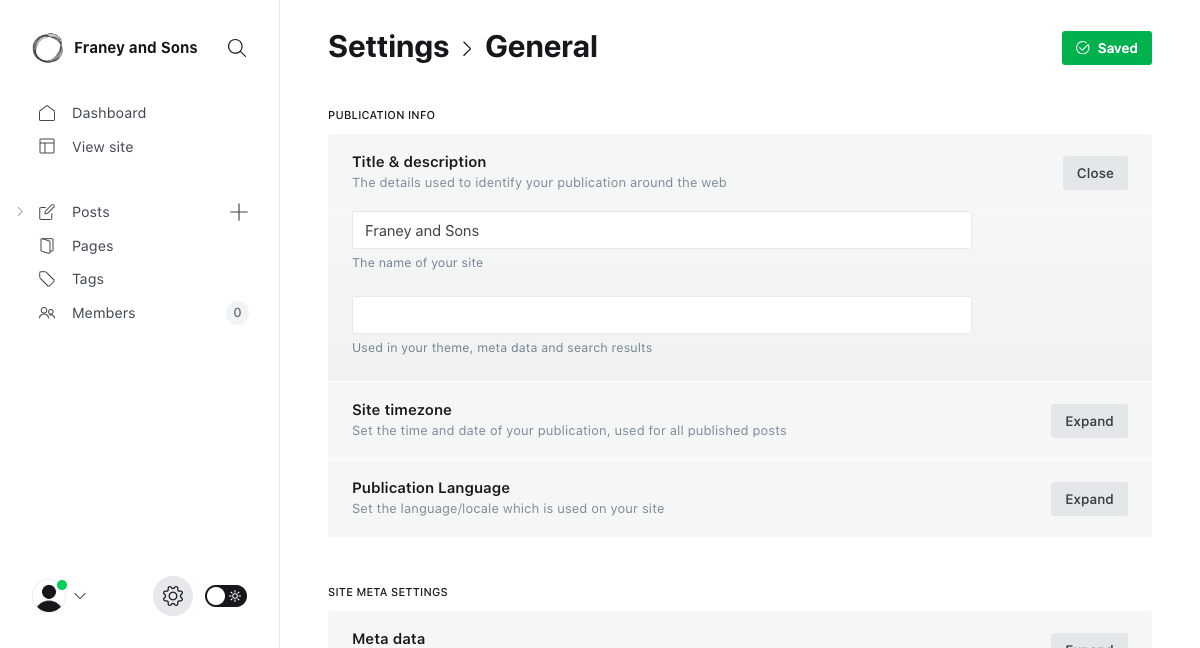 Franey and Sons
Dashboard
View site
Posts
Pages
Tags
Members
0
Settings > General
Saved
PUBLICATION INFO
Title & description
The details used to identify your publication around the web
Close
Franey and Sons
The name of your site
Used in your theme, meta data and search results
Site timezone
Set the time and date of your publication, used for all published posts
Expand
Publication Language
Set the language/locale which is used on your site
Expand
SITE META SETTINGS
Meta data
Expand